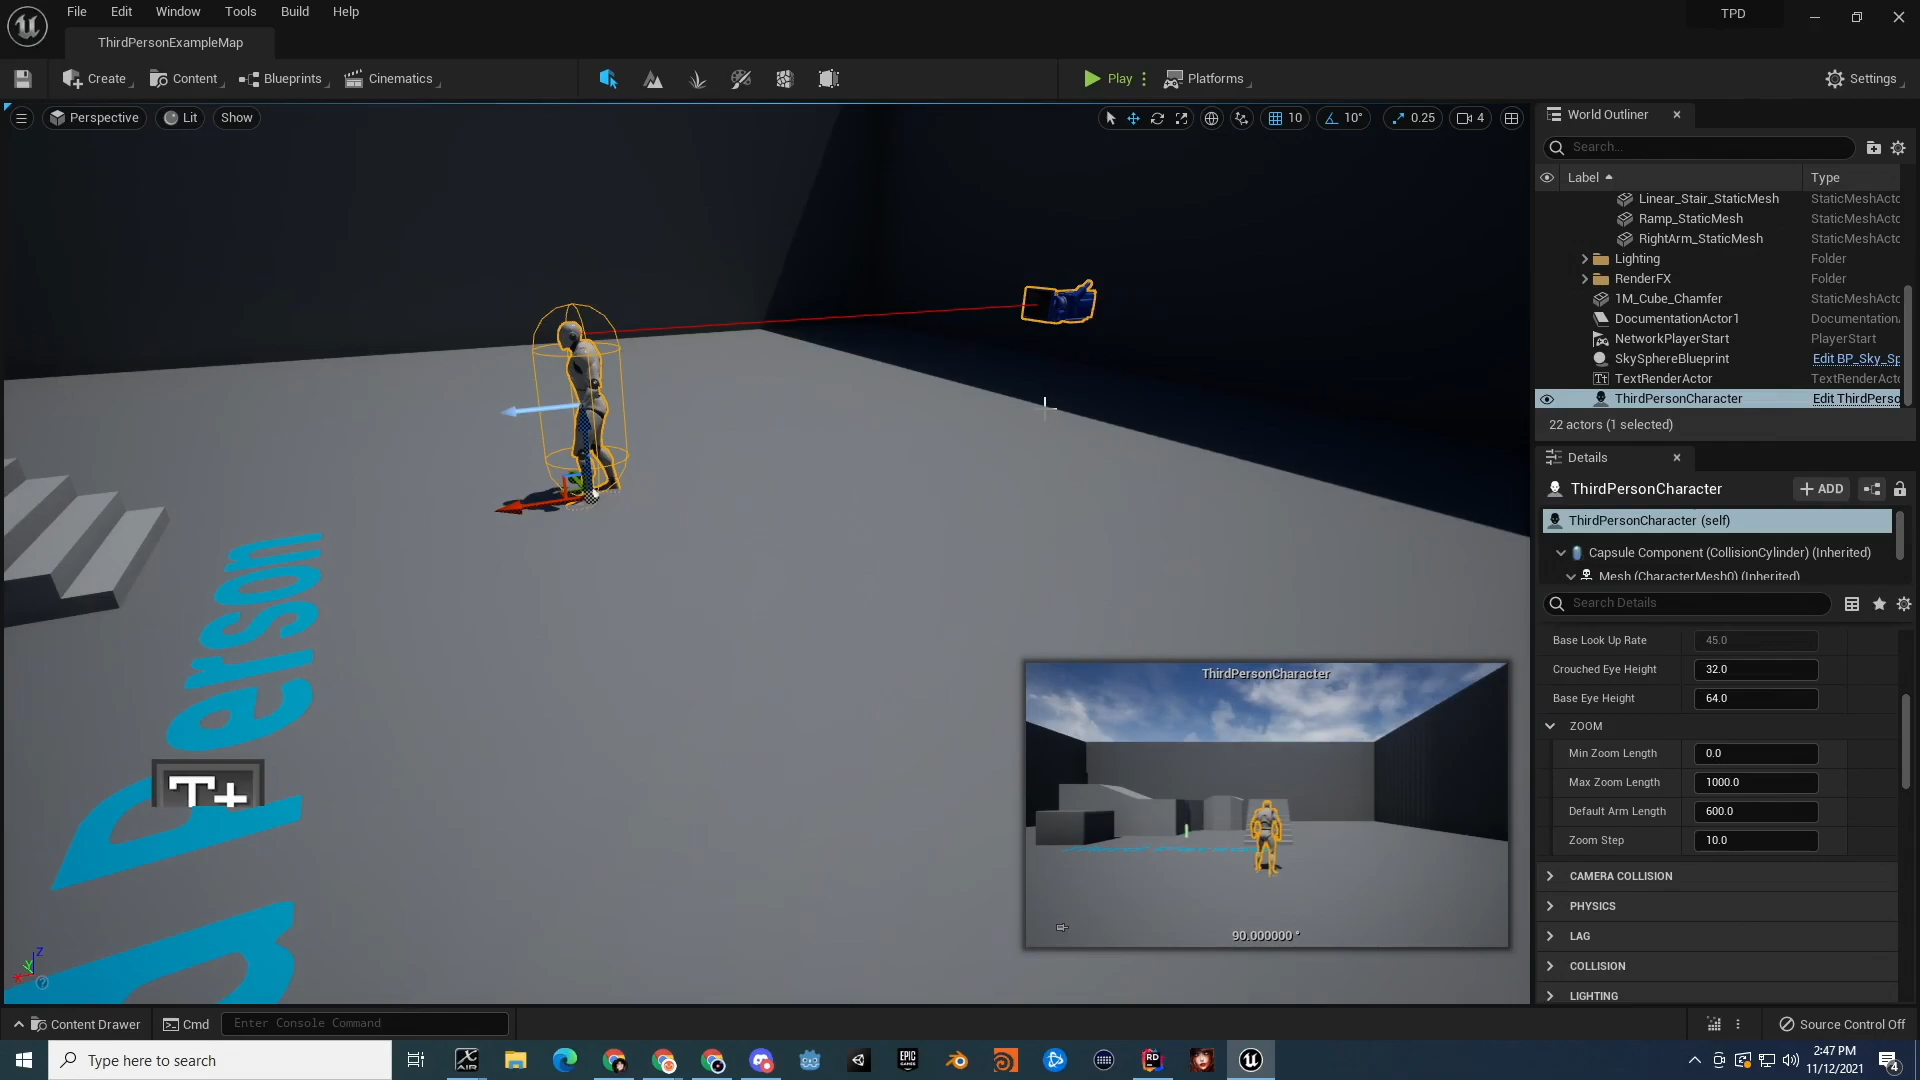 File Edit Window Tools Build Help
TPD
ThirdPersonExampleMap
Create
Content
Blueprints
Cinematics
Play
Platforms
Settings
Perspective
Lit
Show
10
10°
0.25
4
World Outliner
Search...
Label
Type
Linear_Stair_StaticMesh StaticMeshActo
Ramp_StaticMesh StaticMeshActo
RightArm_StaticMesh StaticMeshActo
Lighting Folder
RenderFX Folder
1M_Cube_Chamfer StaticMeshActo
DocumentationActor1 Documentation
NetworkPlayerStart PlayerStart
SkySphereBlueprint Edit BP_Sky_Sp
TextRenderActor TextRenderActo
ThirdPersonCharacter Edit ThirdPerso
22 actors (1 selected)
Details
ThirdPersonCharacter
+ ADD
ThirdPersonCharacter (self)
Capsule Component (CollisionCylinder) (Inherited)
Mesh (CharacterMesh0) (Inherited)
Search Details
Base Look Up Rate 45.0
Crouched Eye Height 32.0
Base Eye Height 64.0
ZOOM
Min Zoom Length 0.0
Max Zoom Length 1000.0
Default Arm Length 600.0
Zoom Step 10.0
CAMERA COLLISION
PHYSICS
LAG
COLLISION
LIGHTING
Person
T+
ThirdPersonCharacter
90.000000 °
Z
Y
X
Content Drawer
Cmd
Enter Console Command
Source Control Off
Type here to search
X AIR
EPIC GAMES
RD
2:47 PM
11/12/2021
4